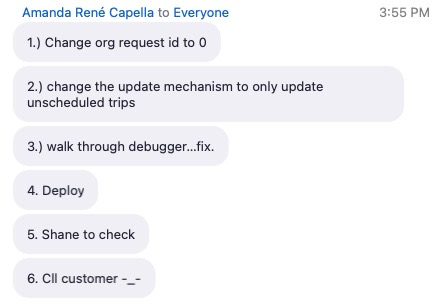 Amanda René Capella to Everyone 3:55 PM
1.) Change org request id to 0
2.) change the update mechanism to only update
unscheduled trips
3.) walk through debugger...fix.
4. Deploy
5. Shane to check
6. Cll customer -_-